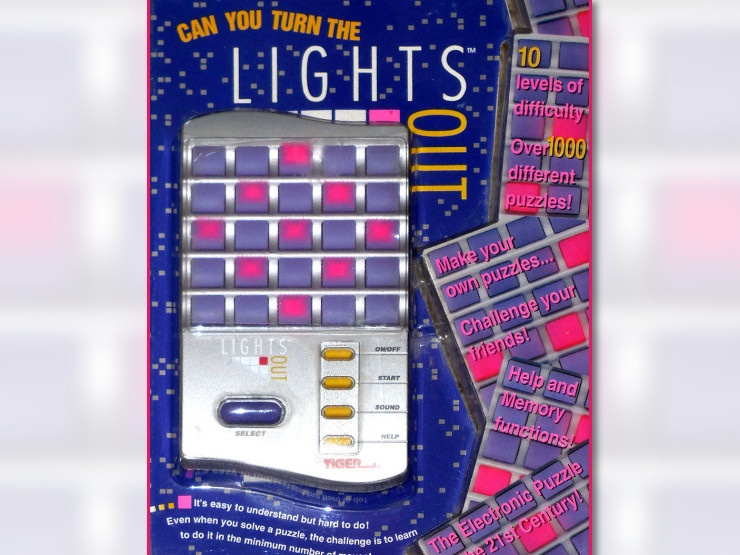 CAN YOU TURN THE
LIGHTS™
OUT
10
levels of
difficulty
Over 1000
different
puzzles!
Make your
own puzzles...
Challenge your
friends!
Help and
Memory
functions!
The Electronic Puzzle
the 21st Century!
LIGHTS
OUT
ON/OFF
START
SOUND
HELP
SELECT
TIGER
It's easy to understand but hard to do!
Even when you solve a puzzle, the challenge is to learn
to do it in the minimum number of